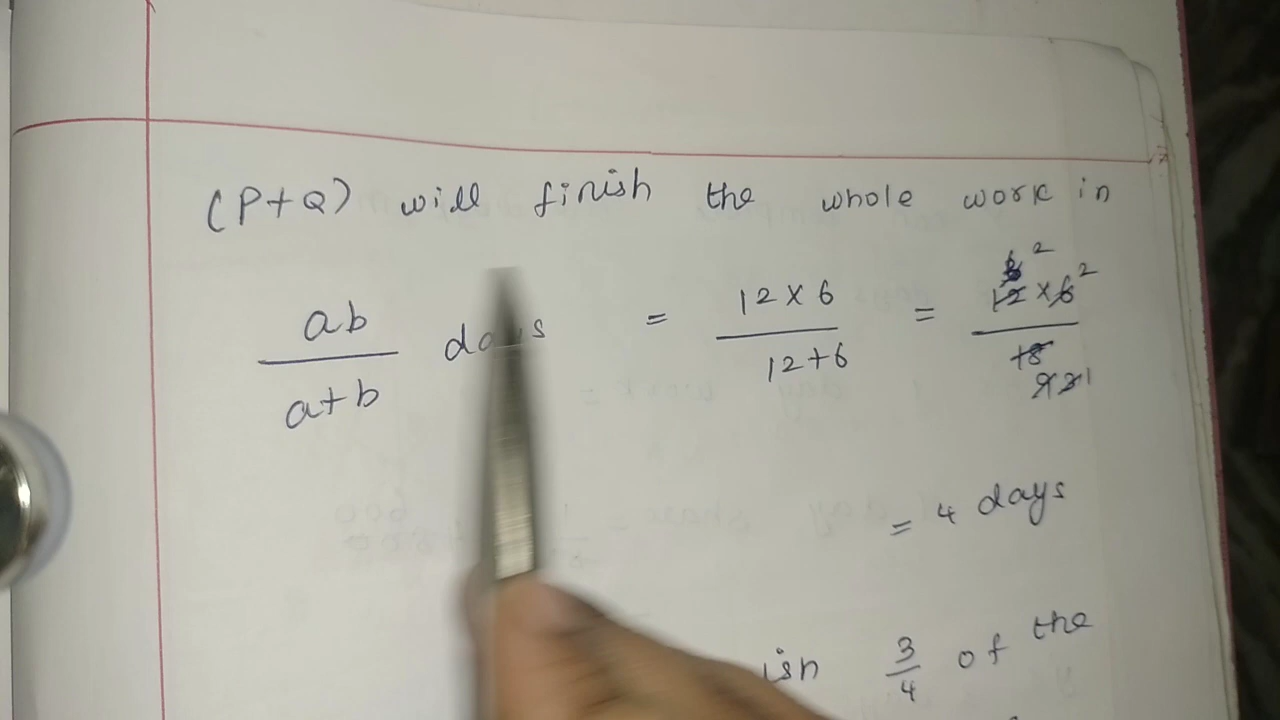 (P+Q) will finish the whole work in
ab/a+b days = 12×6/12+6 = 12×6/18
= 4 days
ish 3/4 of the